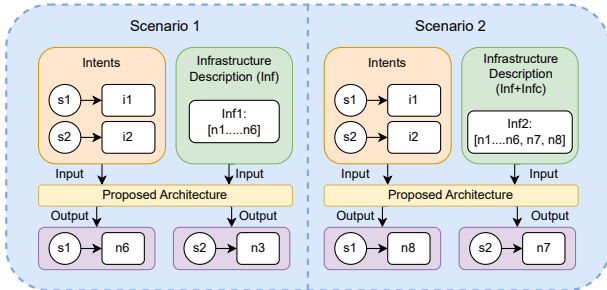 Scenario 1
Intents
s1
i1
s2
i2
Infrastructure
Description (Inf)
Inf1:
[n1.....n6]
Input
Input
Proposed Architecture
Output
Output
s1
n6
s2
n3
Scenario 2
Intents
s1
i1
s2
i2
Infrastructure
Description
(Inf+Infc)
Inf2:
[n1....n6, n7, n8]
Input
Input
Proposed Architecture
Output
Output
s1
n8
s2
n7